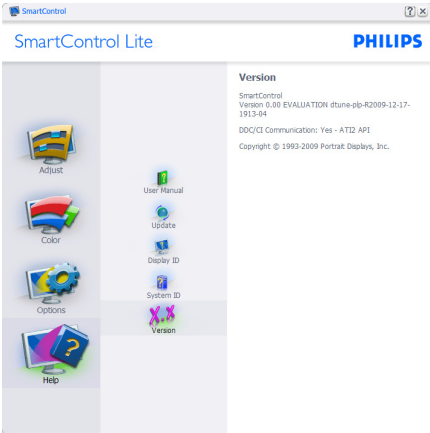 SmartControl
SmartControl Lite
PHILIPS
Adjust
Color
Options
Help
User Manual
Update
Display ID
System ID
X.X
Version
Version
SmartControl
Version 0.00 EVALUATION dtune-plp-R2009-12-17-
1913-04
DDC/CI Communication: Yes - ATI2 API
Copyright © 1993-2009 Portrait Displays, Inc.